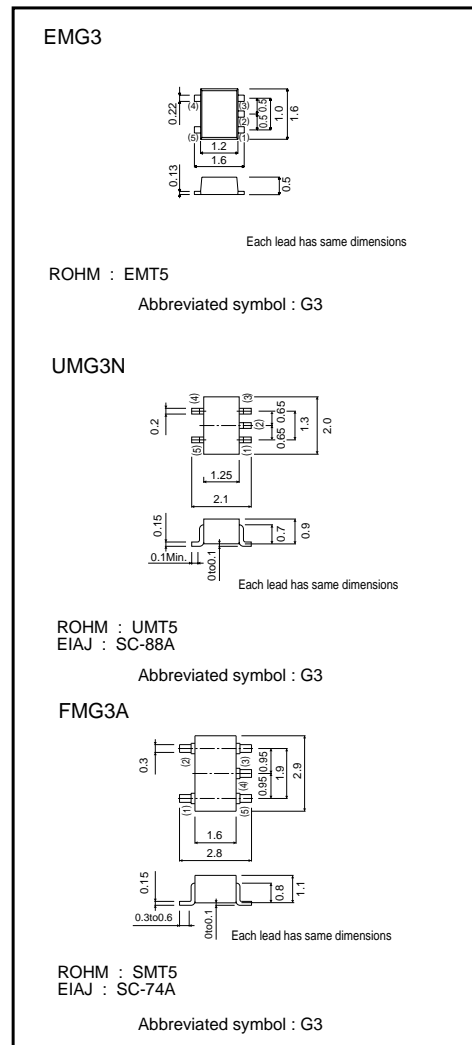 EMG3
0.22
(4)
(3)
(2)
(5)
(1)
0.5 0.5
1.0
1.6
1.2
1.6
0.13
0.5
Each lead has same dimensions
ROHM : EMT5
Abbreviated symbol : G3
UMG3N
0.2
(4)
(3)
(2)
(5)
(1)
0.65 0.65
1.3
2.0
1.25
2.1
0.15
0.1Min.
0to0.1
0.7
0.9
Each lead has same dimensions
ROHM : UMT5
EIAJ : SC-88A
Abbreviated symbol : G3
FMG3A
0.3
(2)
(3)
(4)
(1)
(5)
0.95 0.95
1.9
2.9
1.6
2.8
0.15
0.3to0.6
0to0.1
0.8
1.1
Each lead has same dimensions
ROHM : SMT5
EIAJ : SC-74A
Abbreviated symbol : G3